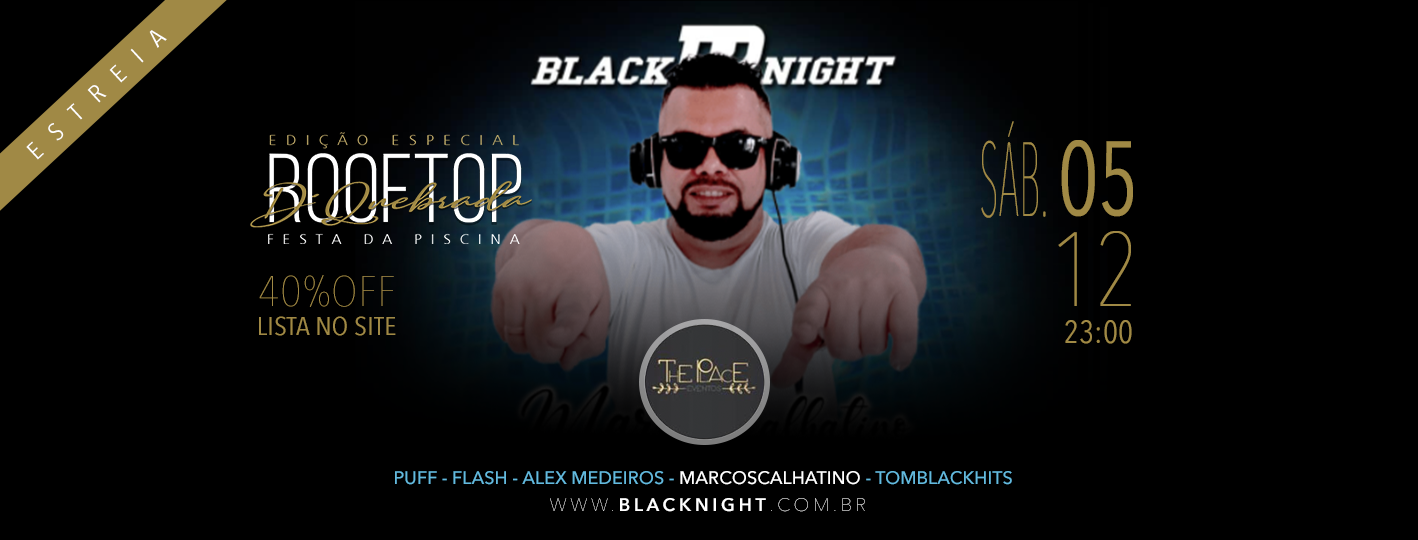 ESTREIA
BLACK NIGHT
EDIÇÃO ESPECIAL
ROOFTOP
Di Quebrada
FESTA DA PISCINA
40%OFF
LISTA NO SITE
SÁB. 05
12
23:00
THE PLACE
EVENTOS
PUFF - FLASH - ALEX MEDEIROS - MARCOSCALHATINO - TOMBLACKHITS
WWW.BLACKNIGHT.COM.BR